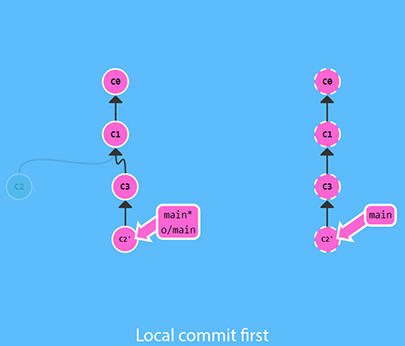 C0
C1
C2
C3
C2'
main*
o/main
C0
C1
C3
C2'
main
Local commit first